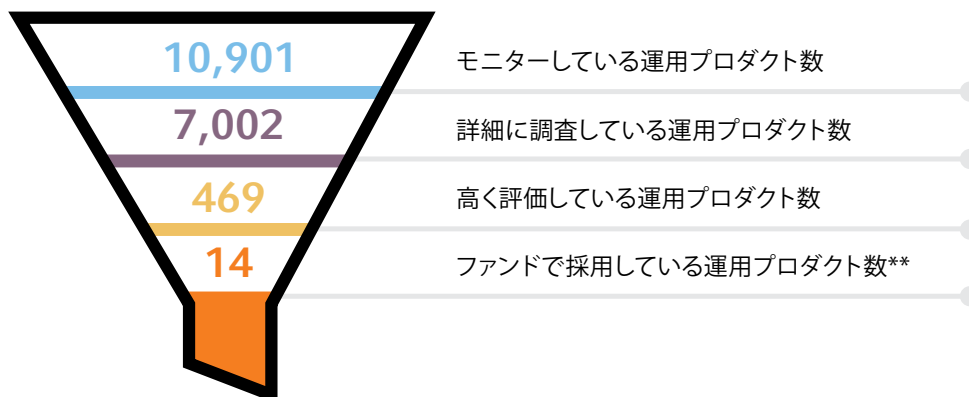 10,901 モニターしている運用プロダクト数
7,002 詳細に調査している運用プロダクト数
469 高く評価している運用プロダクト数
14 ファンドで採用している運用プロダクト数**